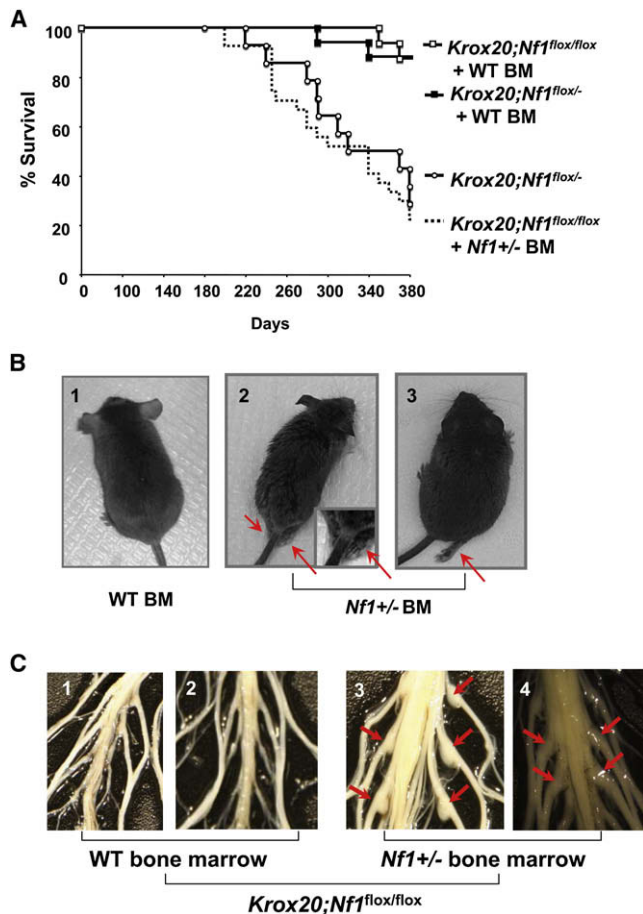 A
100
80
60
40
20
0
% Survival
0 100 140 180 220 260 300 340 380
Days
Krox20;Nf1flox/flox
+ WT BM
Krox20;Nf1flox/-
+ WT BM
Krox20;Nf1flox/-
Krox20;Nf1flox/flox
+ Nf1+/- BM
B
1 2 3
WT BM
Nf1+/- BM
C
1 2 3 4
WT bone marrow Nf1+/- bone marrow
Krox20;Nf1flox/flox